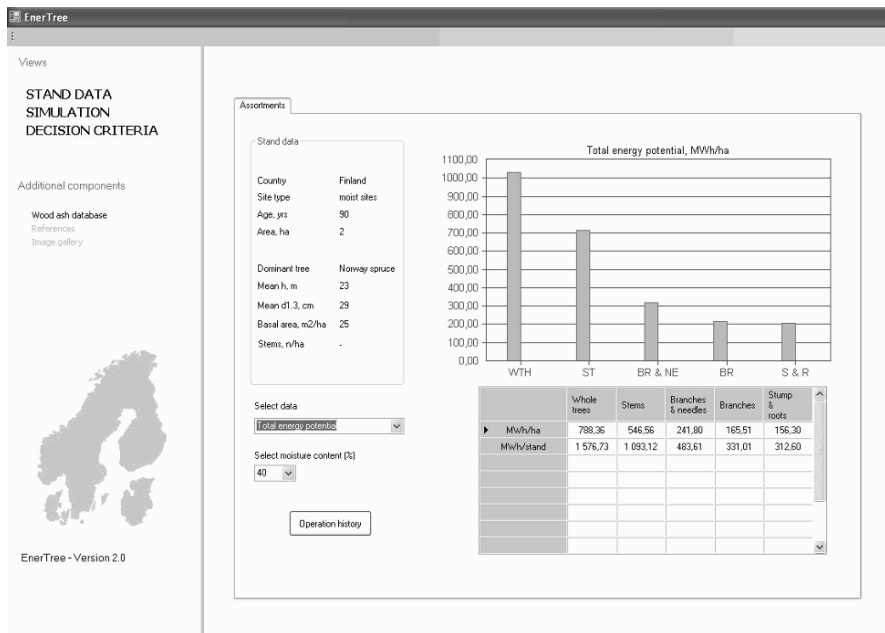 EnerTree
Views
STAND DATA
SIMULATION
DECISION CRITERIA
Additional components
Wood ash database
References
Image gallery
EnerTree - Version 2.0
Assortments
Stand data
Country Finland
Site type moist sites
Age, yrs 90
Area, ha 2
Dominant tree Norway spruce
Mean h, m 23
Mean d1.3, cm 29
Basal area, m2/ha 25
Stems, n/ha -
Select data
Total energy potential
Select moisture content (%)
40
Operation history
Total energy potential, MWh/ha
1100,00
1000,00
900,00
800,00
700,00
600,00
500,00
400,00
300,00
200,00
100,00
0,00
WTH ST BR & NE BR S & R
Whole trees Stems Branches & needles Branches Stump & roots
MWh/ha 788,36 546,56 241,80 165,51 156,30
MWh/stand 1 576,73 1 093,12 483,61 331,01 312,60